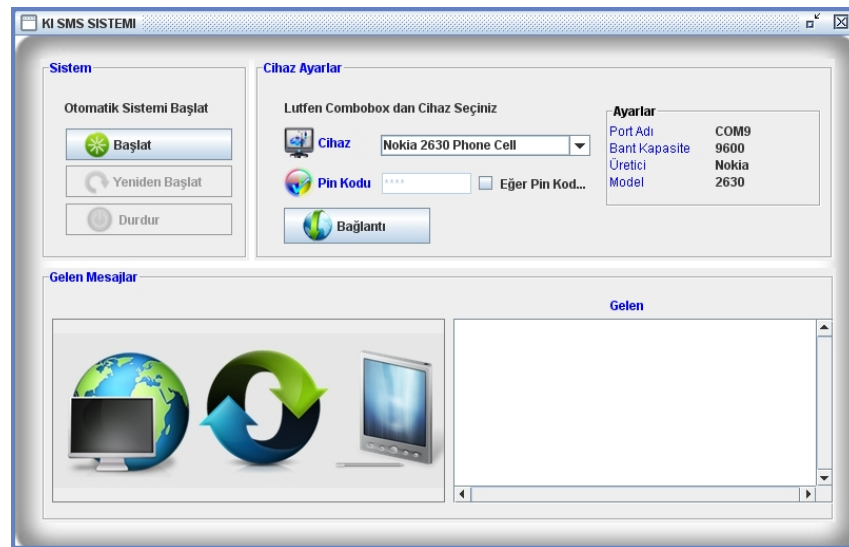 KI SMS SISTEMI
Sistem
Otomatik Sistemi Başlat
Başlat
Yeniden Başlat
Durdur
Cihaz Ayarlar
Lutfen Combobox dan Cihaz Seçiniz
Cihaz
Nokia 2630 Phone Cell
Pin Kodu
****
Eğer Pin Kod...
Bağlantı
Ayarlar
Port Adı COM9
Bant Kapasite 9600
Üretici Nokia
Model 2630
Gelen Mesajlar
Gelen